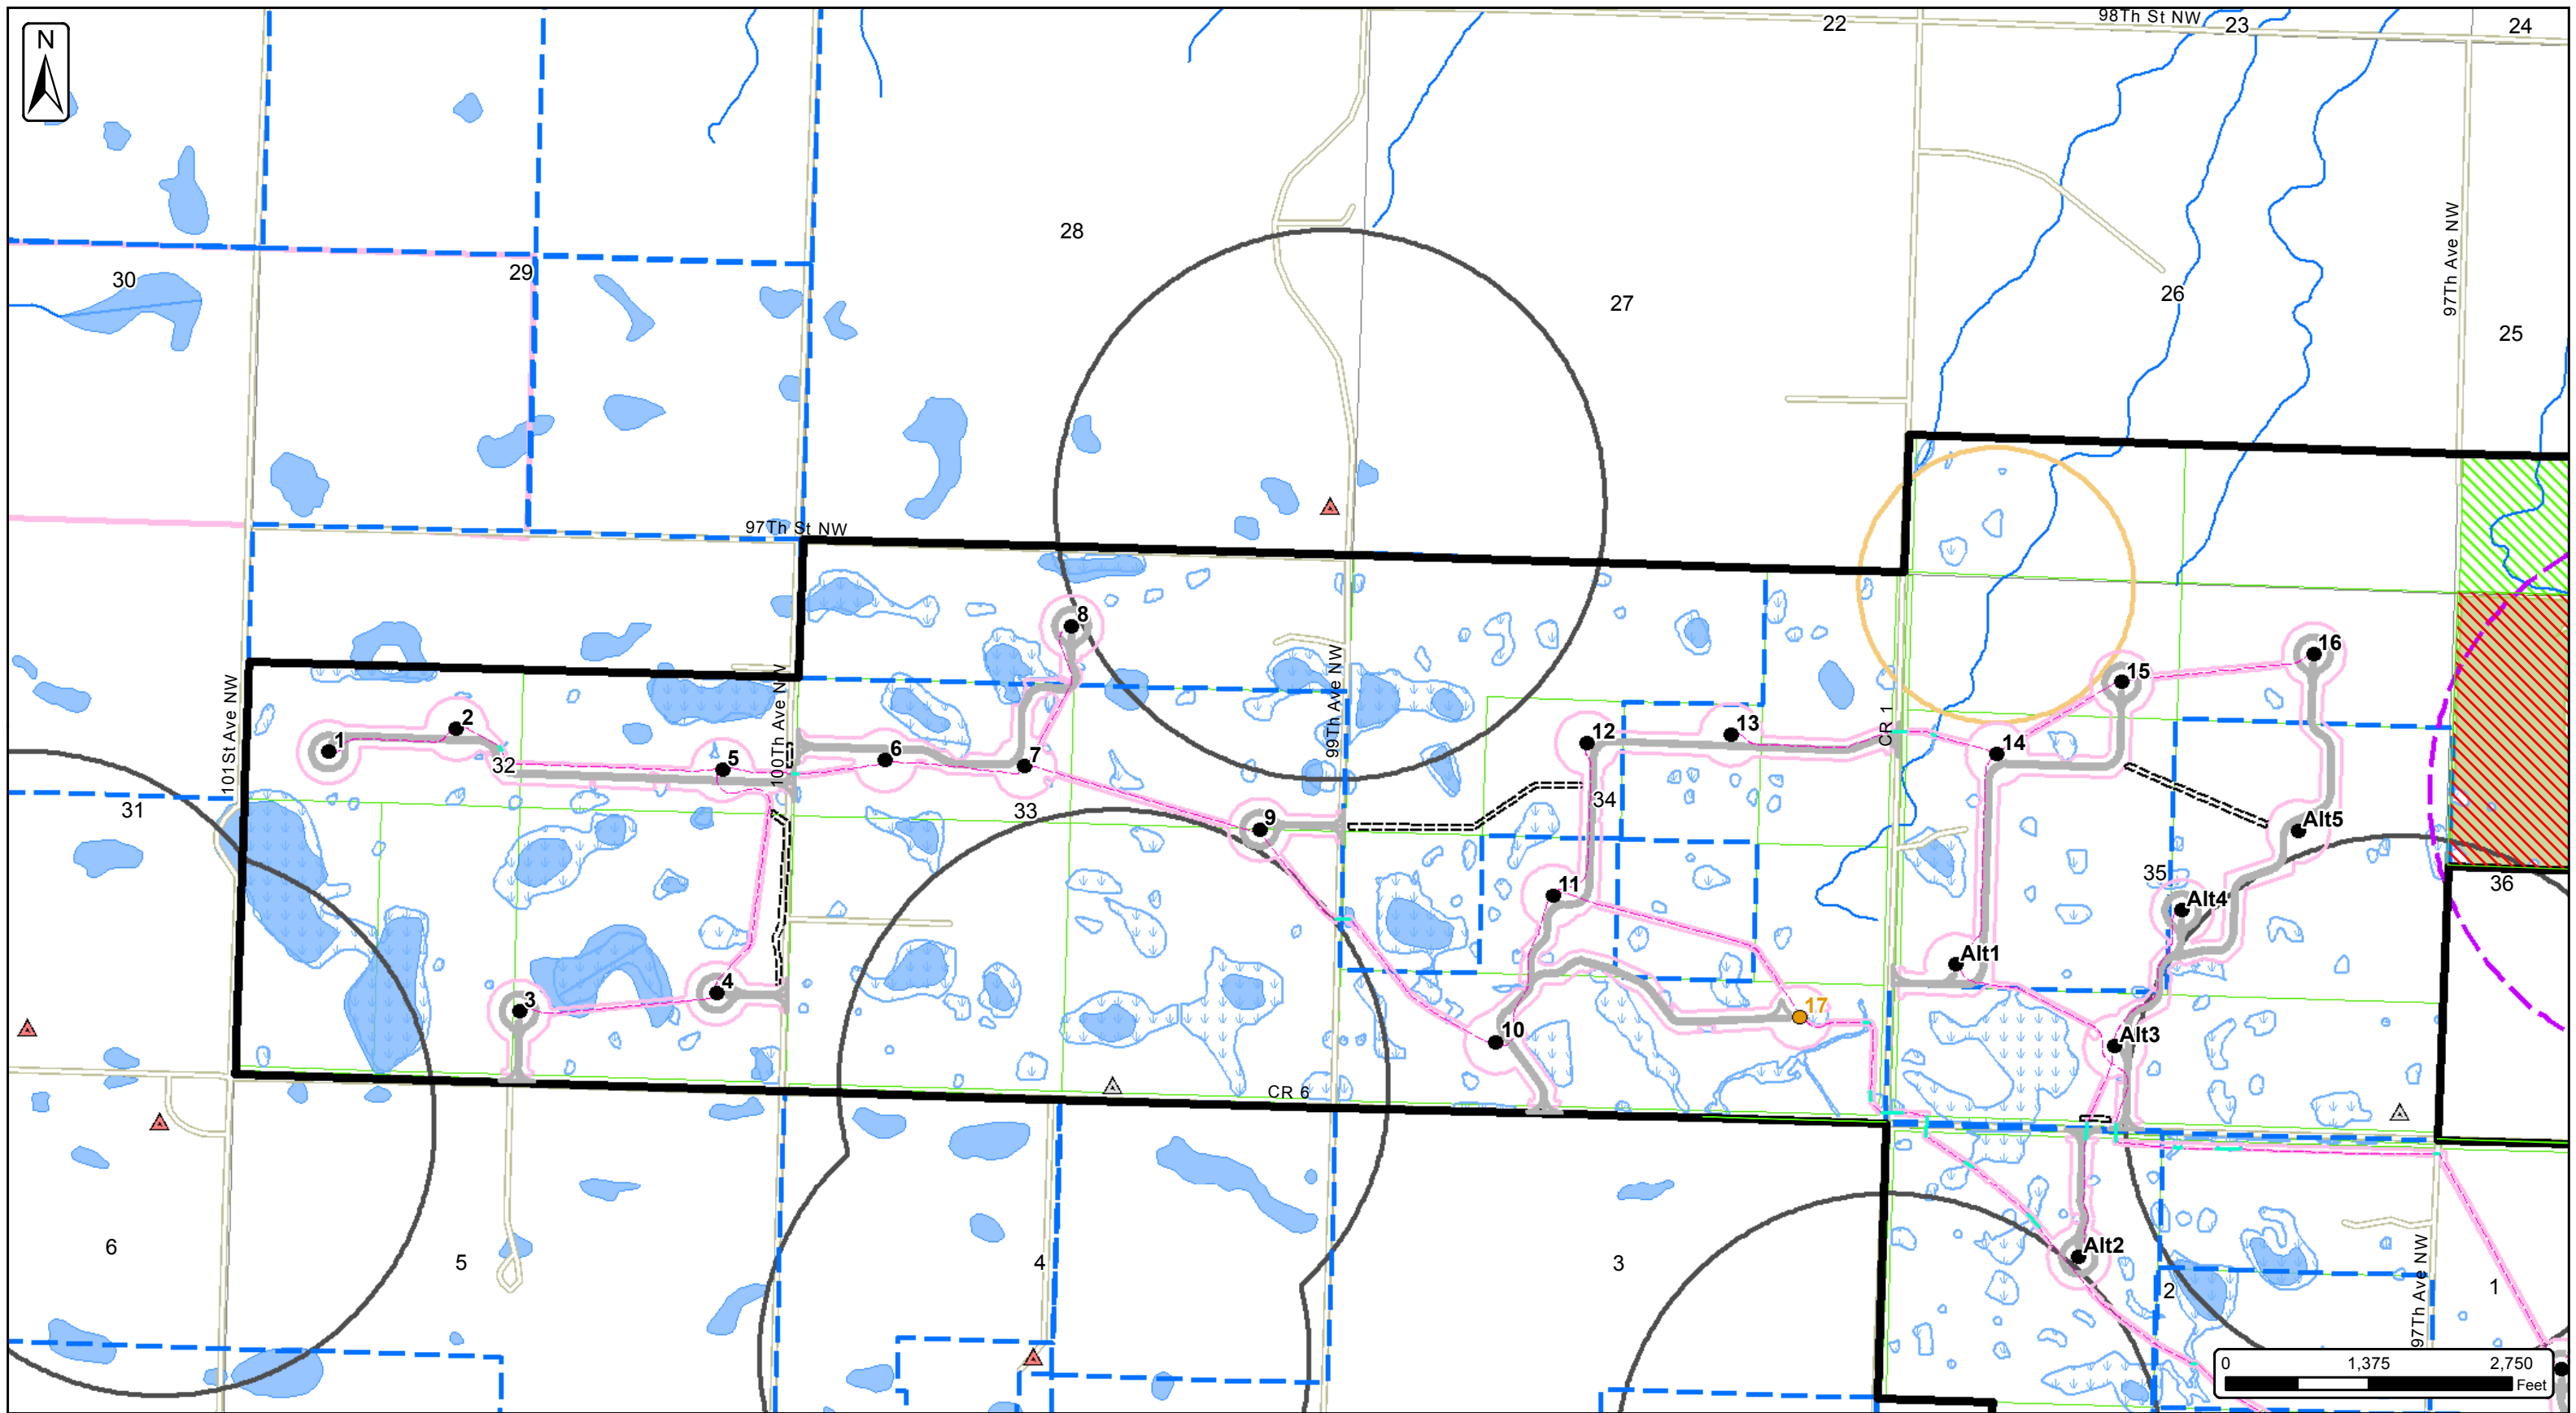 N
22
98Th St NW
23
24
28
97Th Ave NW
30
29
27
26
25
97Th St NW
8
16
15
99Th Ave NW
101St Ave NW
100Th Ave NW
CR 1
2
1
12
13
14
6
5
7
32
34
31
33
9
Alt5
11
35
36
Alt4
Alt1
4
3
17
10
Alt3
CR 6
6
5
4
3
Alt2
97Th Ave NW
2
1
0 1,375 2,750
Feet